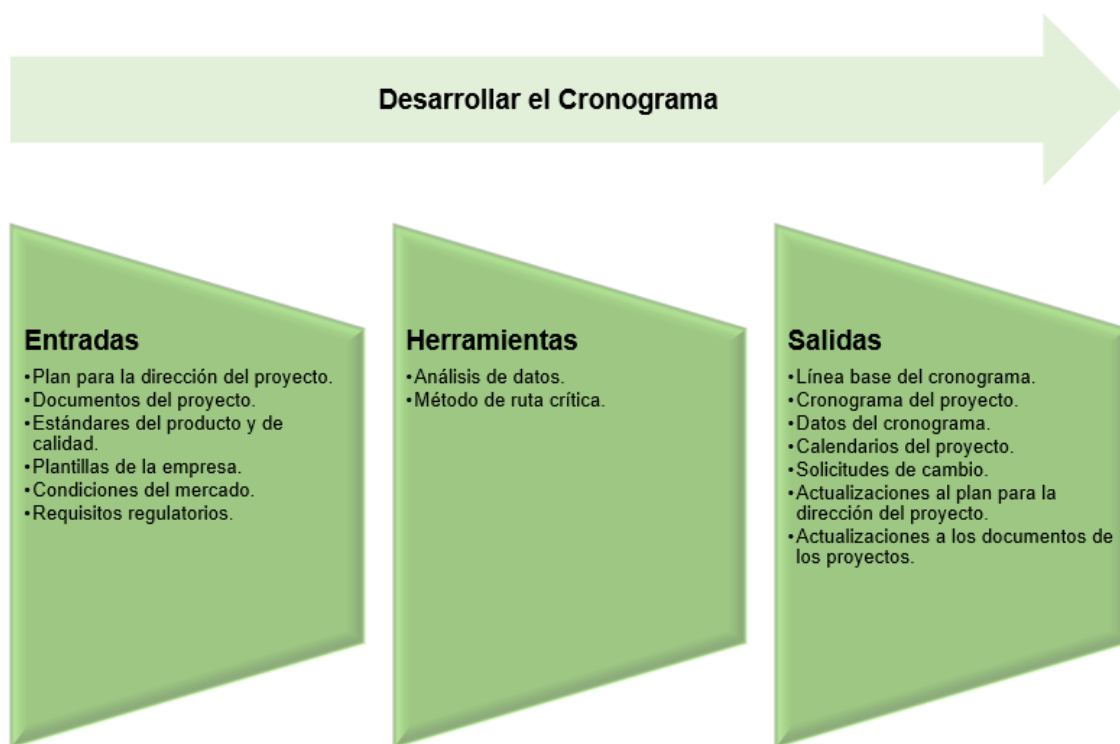 Desarrollar el Cronograma
Entradas
•Plan para la dirección del proyecto.
•Documentos del proyecto.
•Estándares del producto y de
calidad.
•Plantillas de la empresa.
•Condiciones del mercado.
•Requisitos regulatorios.
Herramientas
•Análisis de datos.
•Método de ruta crítica.
Salidas
•Línea base del cronograma.
•Cronograma del proyecto.
•Datos del cronograma.
•Calendarios del proyecto.
•Solicitudes de cambio.
•Actualizaciones al plan para la
dirección del proyecto.
•Actualizaciones a los documentos de
los proyectos.